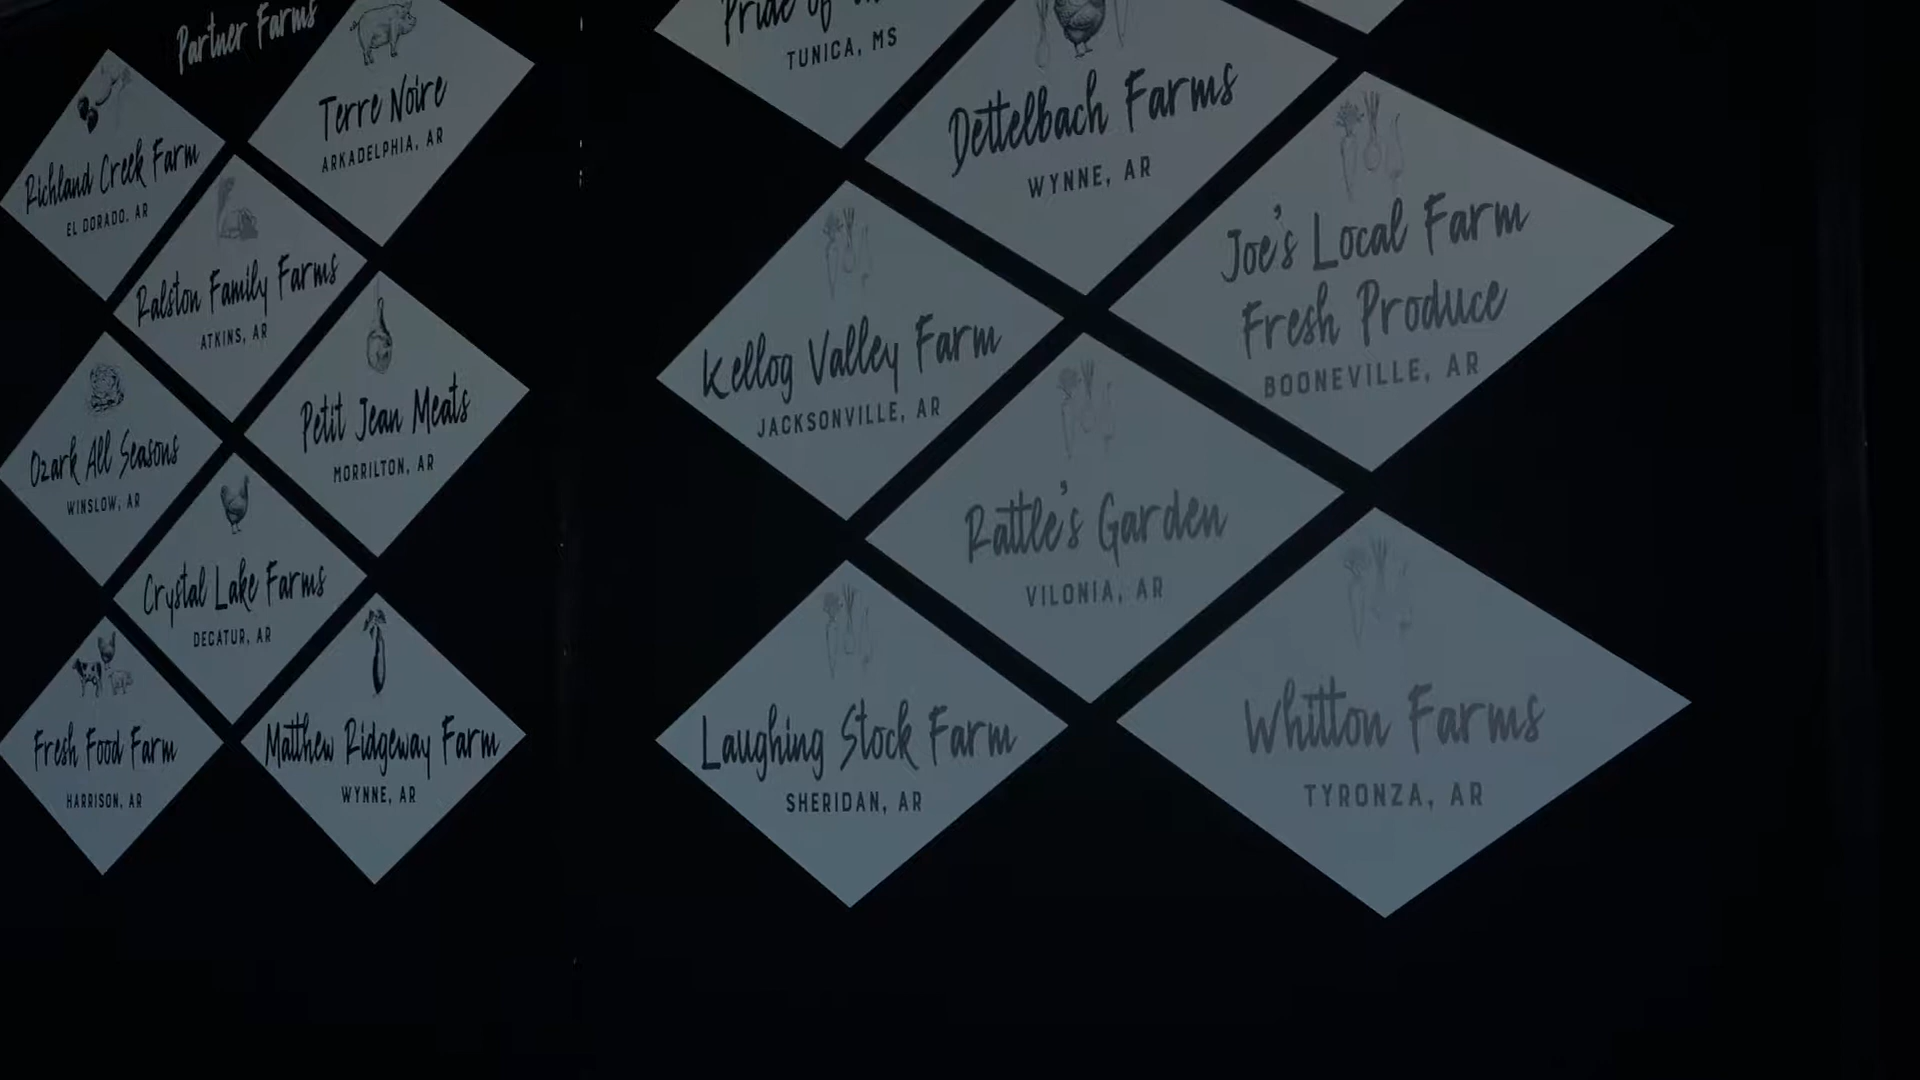 Partner Farms
Terre Noire
ARKADELPHIA, AR
Richland Creek Farm
EL DORADO, AR
Ralston Family Farms
ATKINS, AR
Petit Jean Meats
MORRILTON, AR
Ozark All Seasons
WINSLOW, AR
Crystal Lake Farms
DECATUR, AR
Fresh Food Farm
HARRISON, AR
Matthew Ridgeway Farm
WYNNE, AR
Pride of
TUNICA, MS
Dettelbach Farms
WYNNE, AR
Joe's Local Farm
Fresh Produce
BOONEVILLE, AR
Kellog Valley Farm
JACKSONVILLE, AR
Rattle's Garden
VILONIA, AR
Laughing Stock Farm
SHERIDAN, AR
Whitton Farms
TYRONZA, AR